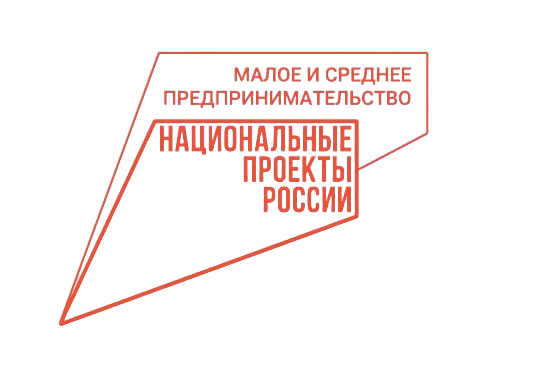 МАЛОЕ И СРЕДНЕЕ
ПРЕДПРИНИМАТЕЛЬСТВО
НАЦИОНАЛЬНЫЕ
ПРОЕКТЫ
РОССИИ